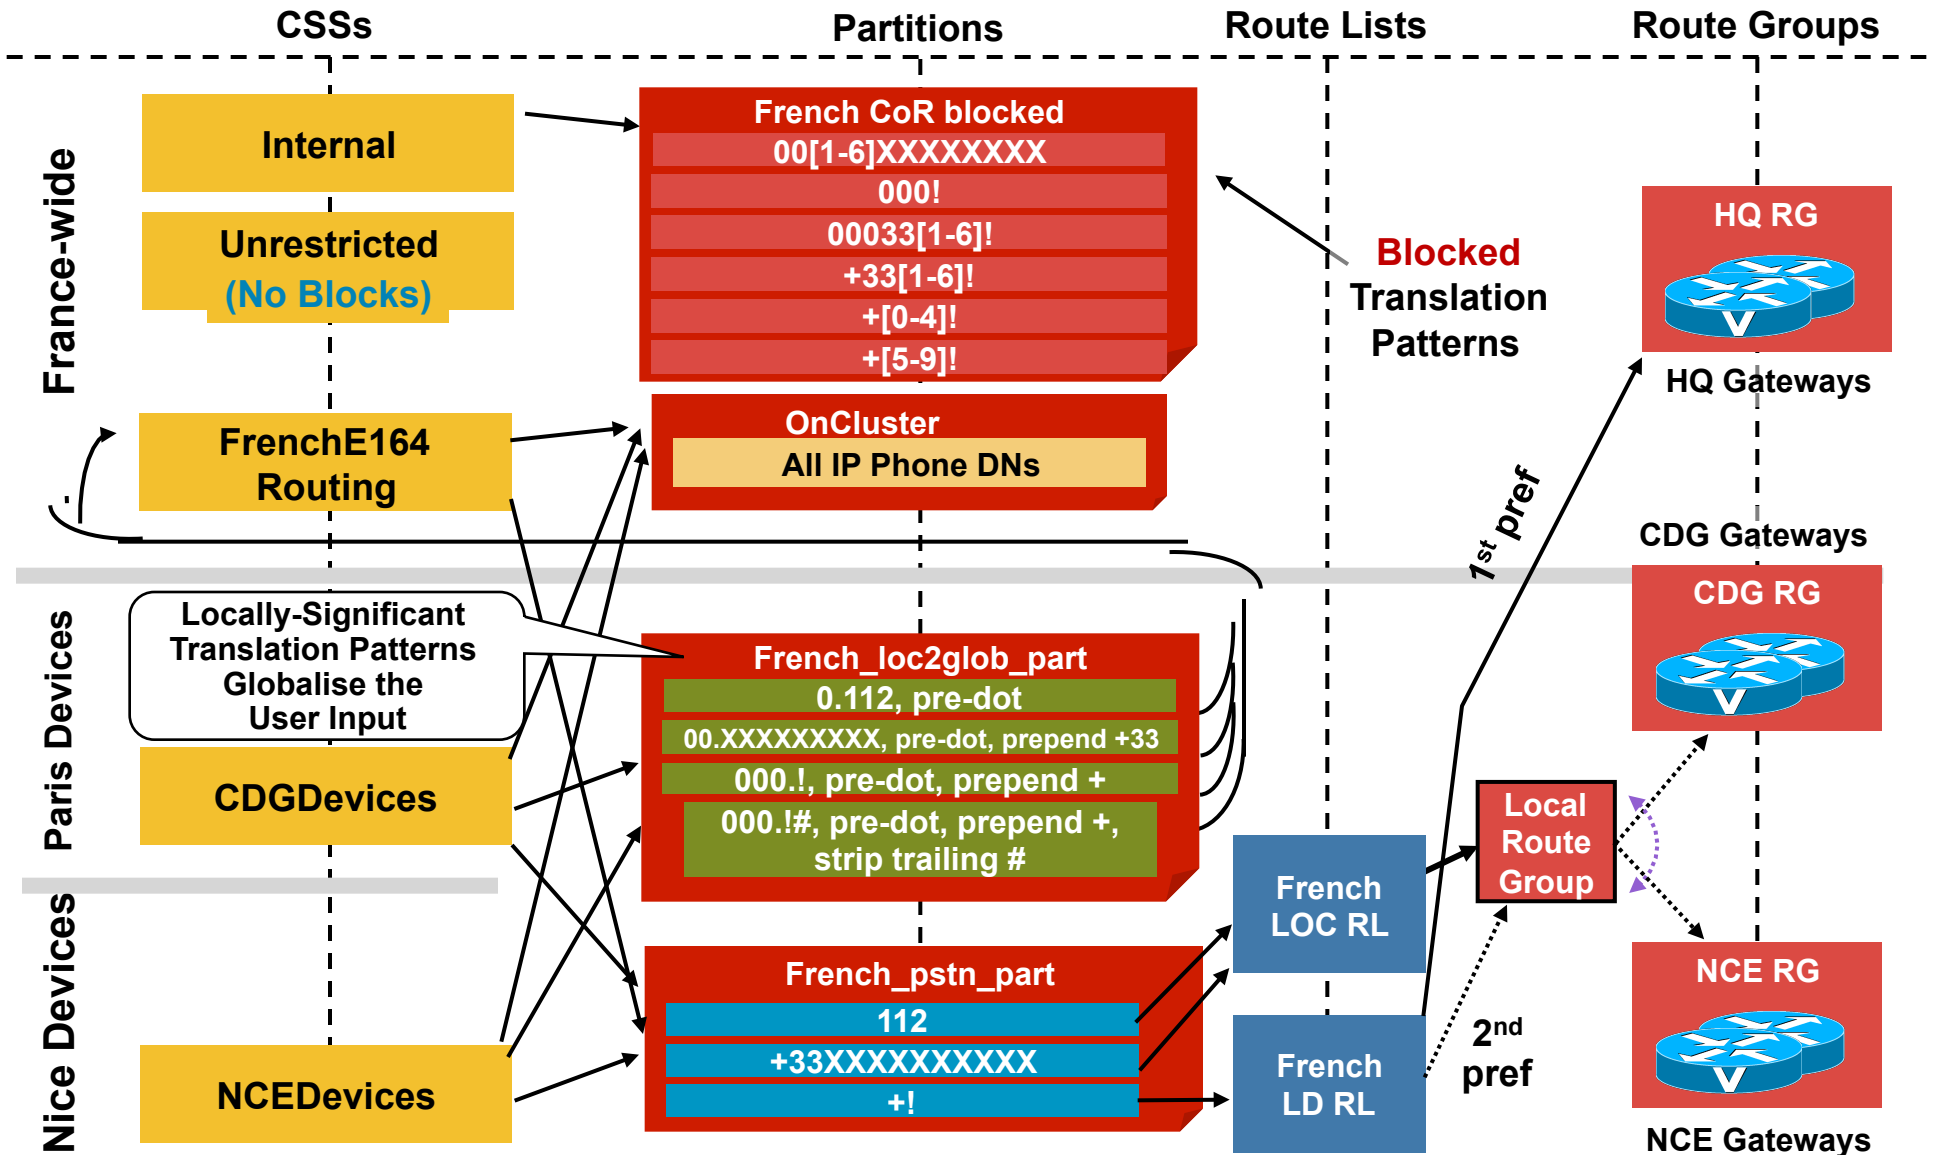 CSSs
Partitions
Route Lists
Route Groups
France-wide
Internal
Unrestricted
(No Blocks)
FrenchE164
Routing
French CoR blocked
00[1-6]XXXXXXXX
000!
00033[1-6]!
+33[1-6]!
+[0-4]!
+[5-9]!
Blocked
Translation
Patterns
OnCluster
All IP Phone DNs
HQ RG
HQ Gateways
1st pref
CDG Gateways
CDG RG
Paris Devices
Locally-Significant
Translation Patterns
Globalise the
User Input
CDGDevices
French_loc2glob_part
0.112, pre-dot
00.XXXXXXXXX, pre-dot, prepend +33
000.!, pre-dot, prepend +
000.!#, pre-dot, prepend +,
strip trailing #
Local
Route
Group
French
LOC RL
Nice Devices
NCEDevices
French_pstn_part
112
+33XXXXXXXXXX
+!
French
LD RL
2nd
pref
NCE RG
NCE Gateways